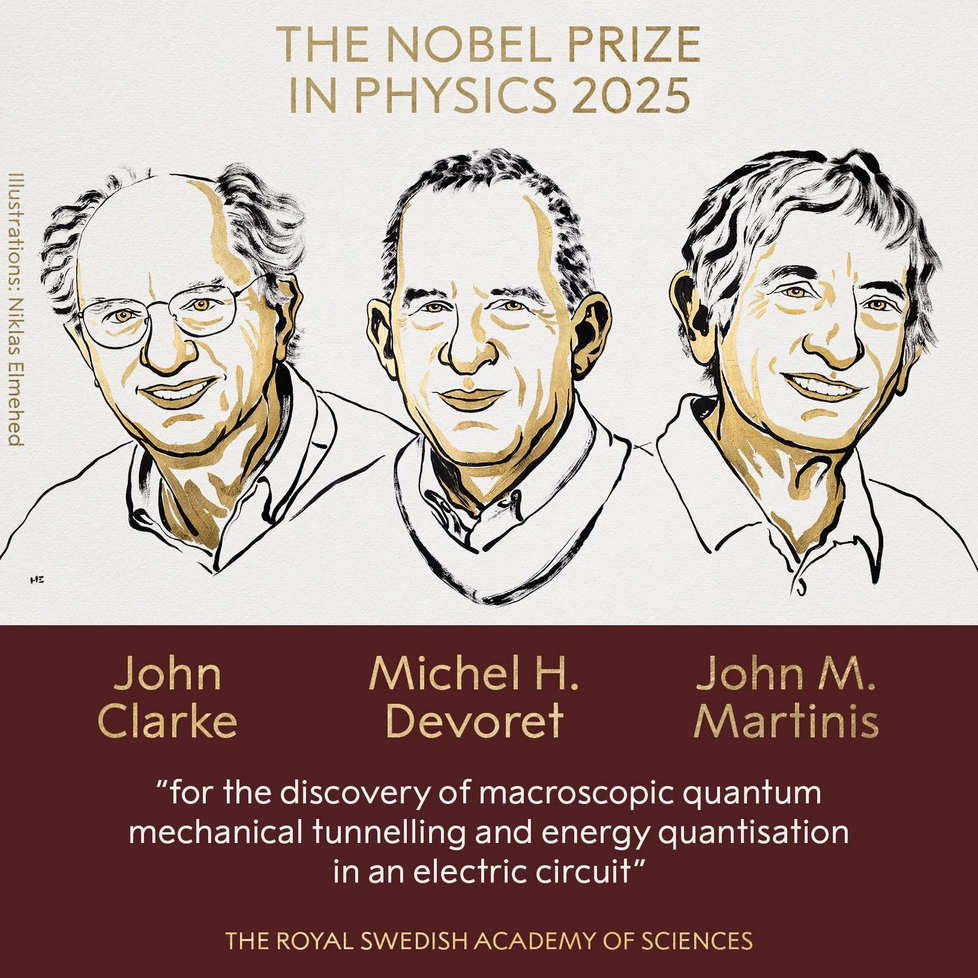 THE NOBEL PRIZE
IN PHYSICS 2025
Illustrations: Niklas Elmehed
John
Clarke
Michel H.
Devoret
John M.
Martinis
“for the discovery of macroscopic quantum
mechanical tunnelling and energy quantisation
in an electric circuit”
THE ROYAL SWEDISH ACADEMY OF SCIENCES